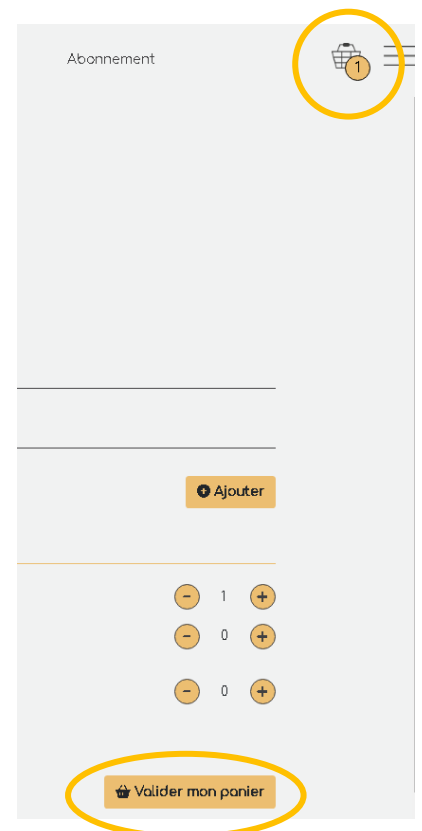 Abonnement
1
Ajouter
- 1 +
- 0 +
- 0 +
Valider mon panier